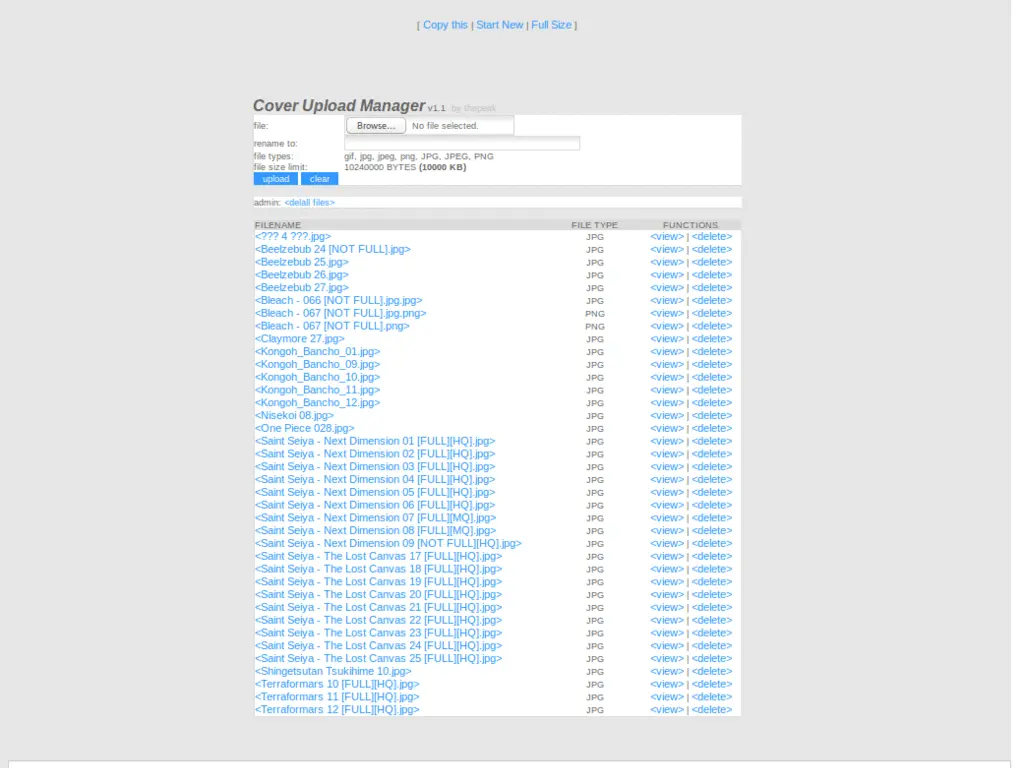 [ Copy this | Start New | Full Size ]
Cover Upload Manager v1.1 by thepeak
file: Browse... No file selected.
rename to:
file types: gif, jpg, jpeg, png, JPG, JPEG, PNG
file size limit: 10240000 BYTES (10000 KB)
upload clear
admin: <delall files>
FILENAME FILE TYPE FUNCTIONS
<??? 4 ???.jpg> JPG <view> | <delete>
<Beelzebub 24 [NOT FULL].jpg> JPG <view> | <delete>
<Beelzebub 25.jpg> JPG <view> | <delete>
<Beelzebub 26.jpg> JPG <view> | <delete>
<Beelzebub 27.jpg> JPG <view> | <delete>
<Bleach - 066 [NOT FULL].jpg.jpg> JPG <view> | <delete>
<Bleach - 067 [NOT FULL].jpg.png> PNG <view> | <delete>
<Bleach - 067 [NOT FULL].png> PNG <view> | <delete>
<Claymore 27.jpg> JPG <view> | <delete>
<Kongoh_Bancho_01.jpg> JPG <view> | <delete>
<Kongoh_Bancho_09.jpg> JPG <view> | <delete>
<Kongoh_Bancho_10.jpg> JPG <view> | <delete>
<Kongoh_Bancho_11.jpg> JPG <view> | <delete>
<Kongoh_Bancho_12.jpg> JPG <view> | <delete>
<Nisekoi 08.jpg> JPG <view> | <delete>
<One Piece 028.jpg> JPG <view> | <delete>
<Saint Seiya - Next Dimension 01 [FULL][HQ].jpg> JPG <view> | <delete>
<Saint Seiya - Next Dimension 02 [FULL][HQ].jpg> JPG <view> | <delete>
<Saint Seiya - Next Dimension 03 [FULL][HQ].jpg> JPG <view> | <delete>
<Saint Seiya - Next Dimension 04 [FULL][HQ].jpg> JPG <view> | <delete>
<Saint Seiya - Next Dimension 05 [FULL][HQ].jpg> JPG <view> | <delete>
<Saint Seiya - Next Dimension 06 [FULL][HQ].jpg> JPG <view> | <delete>
<Saint Seiya - Next Dimension 07 [FULL][MQ].jpg> JPG <view> | <delete>
<Saint Seiya - Next Dimension 08 [FULL][MQ].jpg> JPG <view> | <delete>
<Saint Seiya - Next Dimension 09 [NOT FULL][HQ].jpg> JPG <view> | <delete>
<Saint Seiya - The Lost Canvas 17 [FULL][HQ].jpg> JPG <view> | <delete>
<Saint Seiya - The Lost Canvas 18 [FULL][HQ].jpg> JPG <view> | <delete>
<Saint Seiya - The Lost Canvas 19 [FULL][HQ].jpg> JPG <view> | <delete>
<Saint Seiya - The Lost Canvas 20 [FULL][HQ].jpg> JPG <view> | <delete>
<Saint Seiya - The Lost Canvas 21 [FULL][HQ].jpg> JPG <view> | <delete>
<Saint Seiya - The Lost Canvas 22 [FULL][HQ].jpg> JPG <view> | <delete>
<Saint Seiya - The Lost Canvas 23 [FULL][HQ].jpg> JPG <view> | <delete>
<Saint Seiya - The Lost Canvas 24 [FULL][HQ].jpg> JPG <view> | <delete>
<Saint Seiya - The Lost Canvas 25 [FULL][HQ].jpg> JPG <view> | <delete>
<Shingetsutan Tsukihime 10.jpg> JPG <view> | <delete>
<Terraformars 10 [FULL][HQ].jpg> JPG <view> | <delete>
<Terraformars 11 [FULL][HQ].jpg> JPG <view> | <delete>
<Terraformars 12 [FULL][HQ].jpg> JPG <view> | <delete>